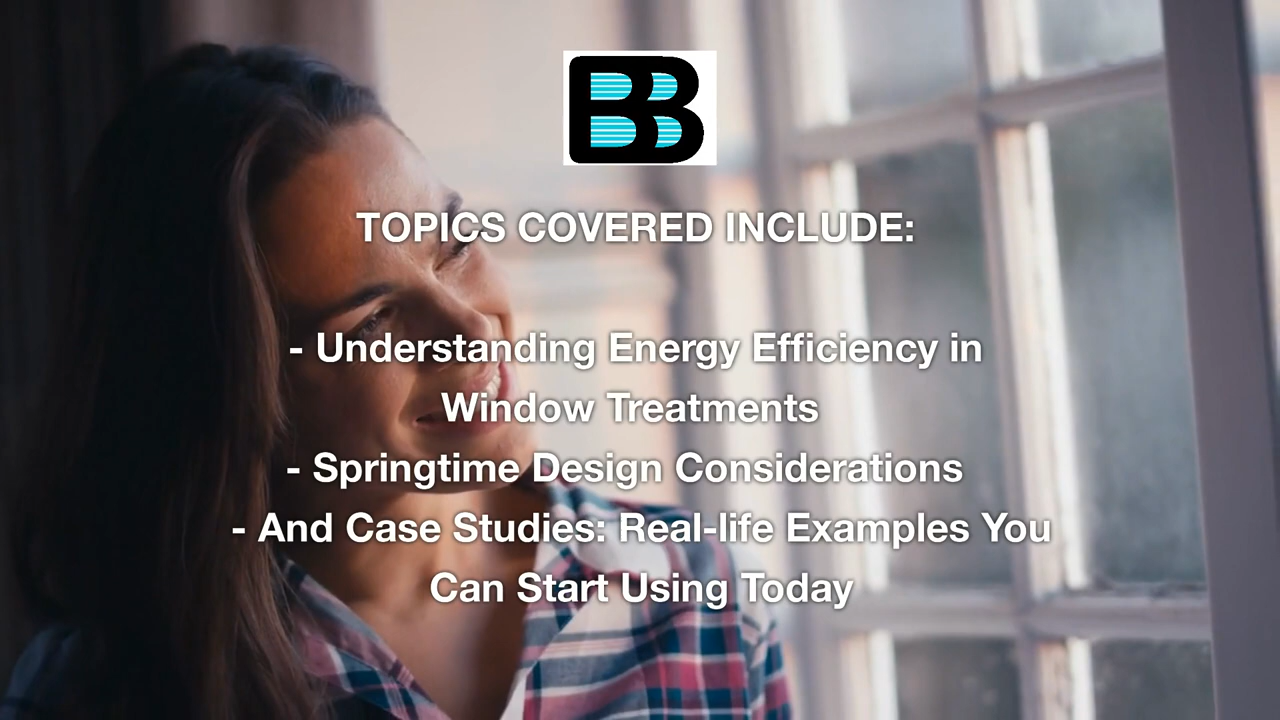 BB
TOPICS COVERED INCLUDE:
- Understanding Energy Efficiency in
Window Treatments
- Springtime Design Considerations
- And Case Studies: Real-life Examples You
Can Start Using Today